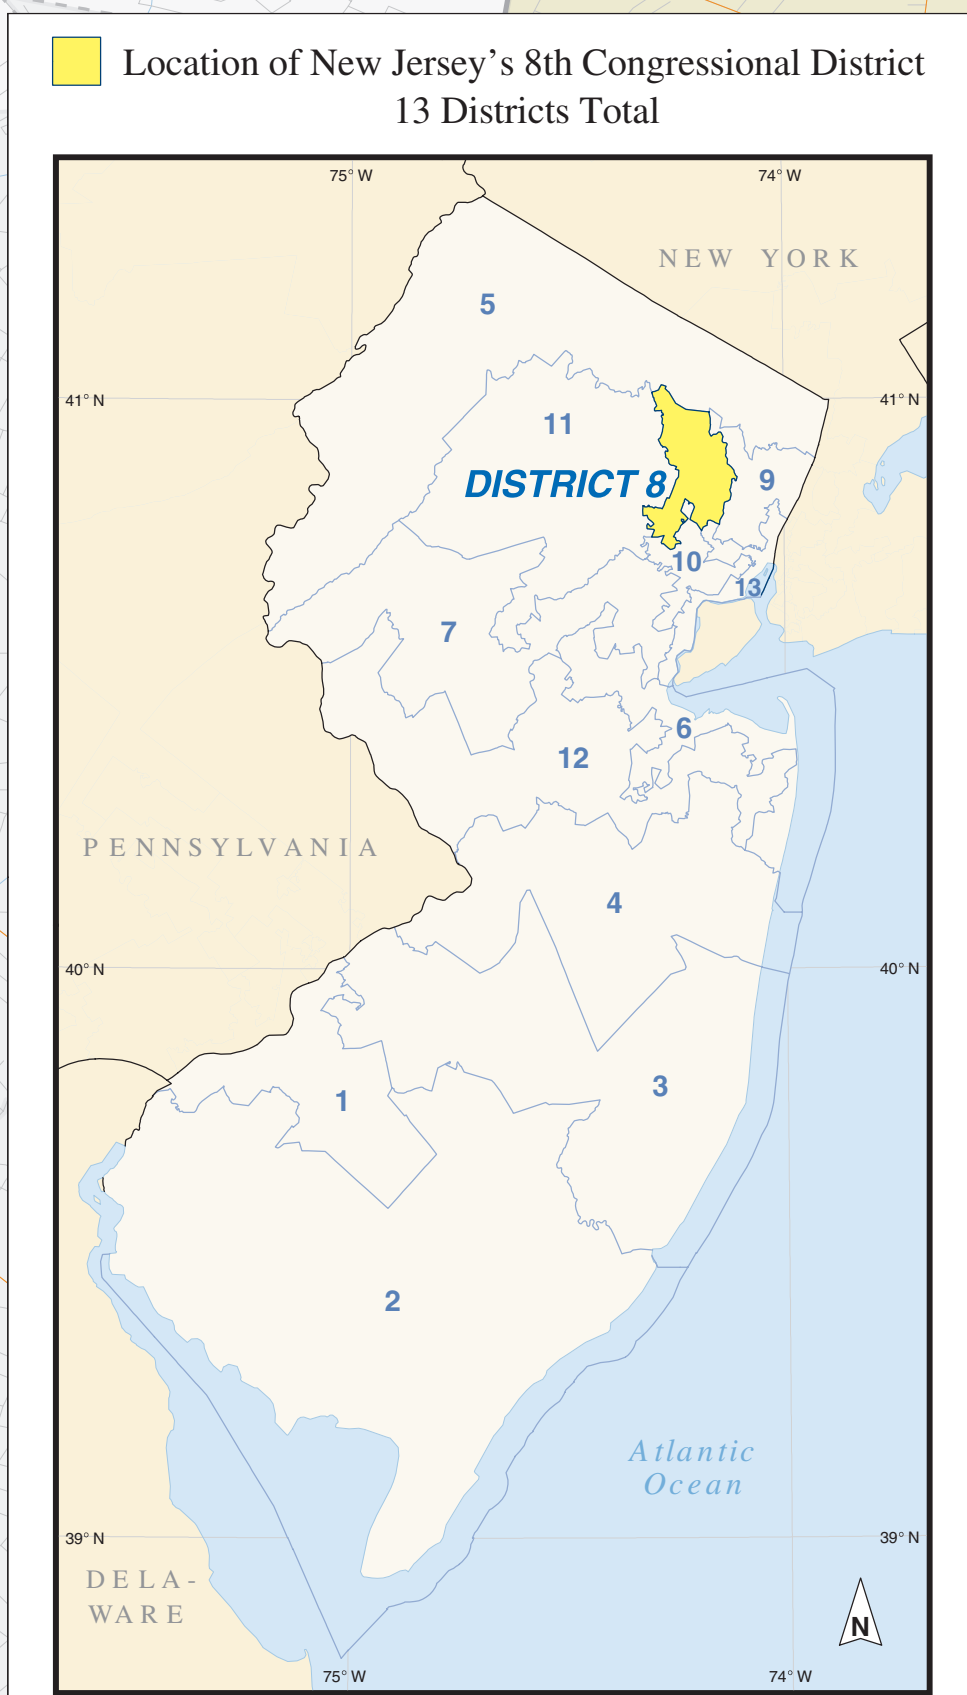 Location of New Jersey’s 8th Congressional District
13 Districts Total
75° W
74° W
NEW YORK
5
41° N
41° N
11
DISTRICT 8
9
10
13
7
6
12
PENNSYLVANIA
4
40° N
40° N
3
1
2
Atlantic
Ocean
39° N
39° N
DELA-
WARE
N
75° W
74° W